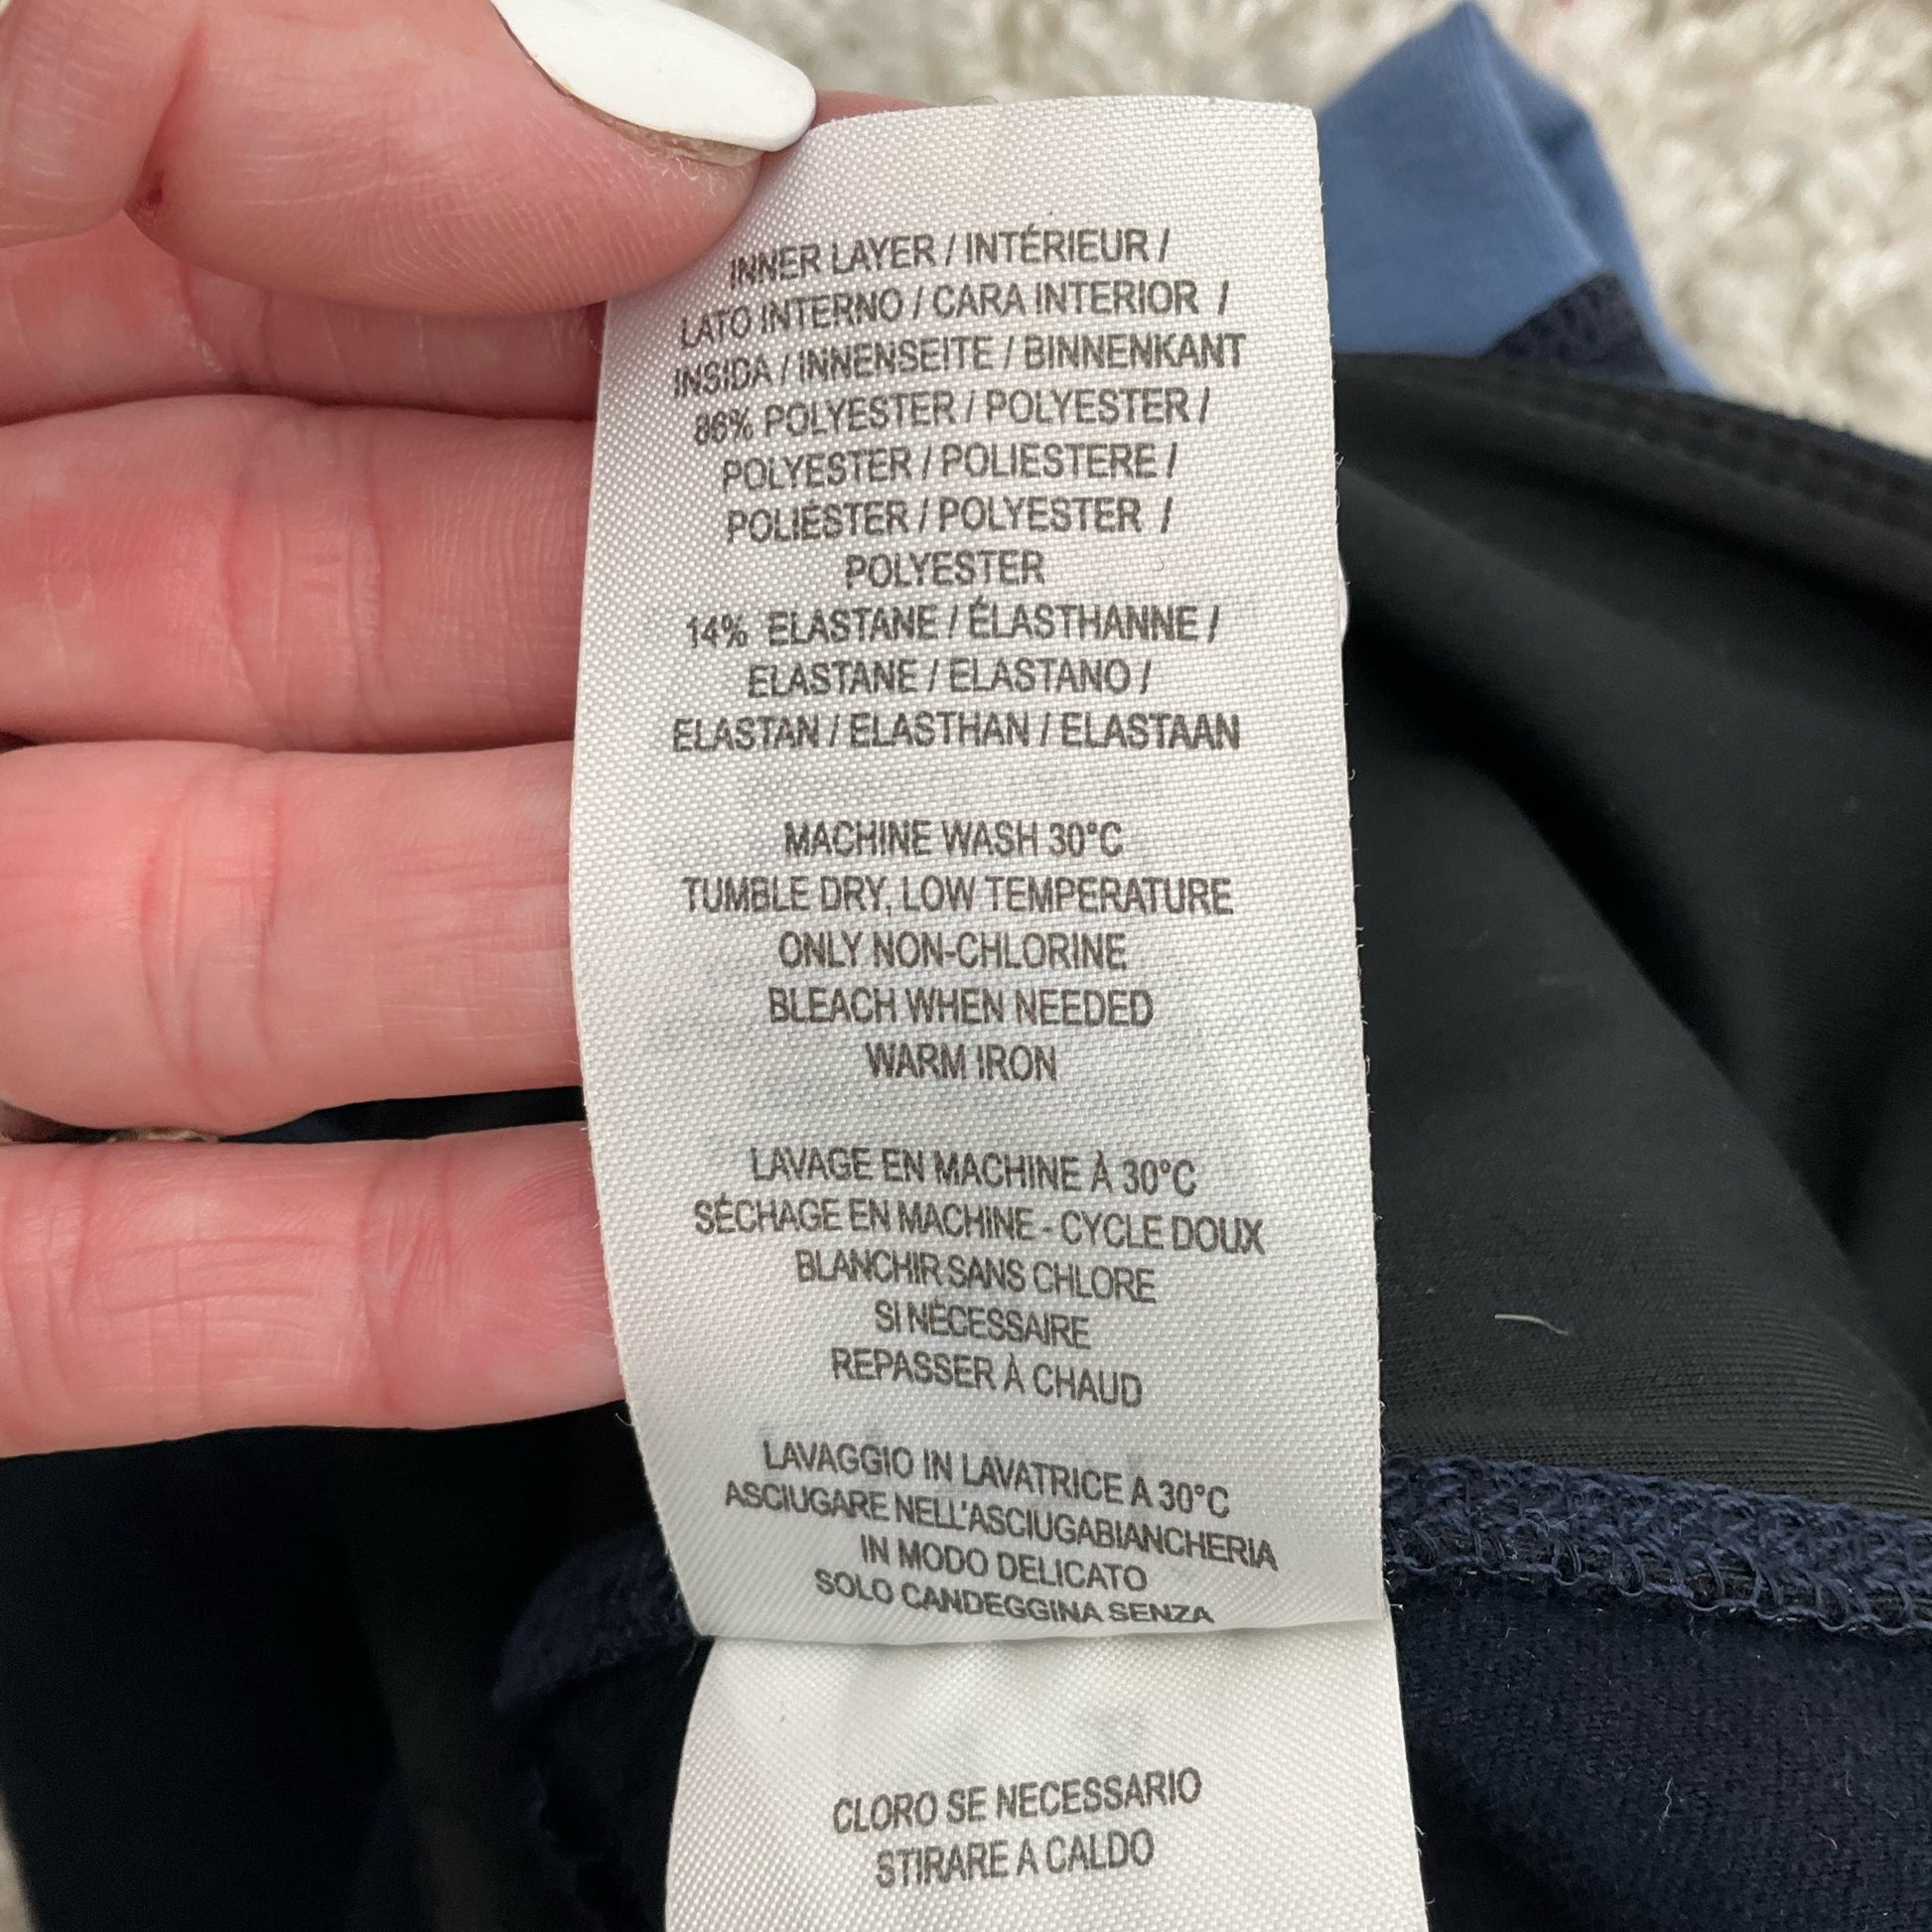 INNER LAYER / INTÉRIEUR /
LATO INTERNO / CARA INTERIOR /
INSIDA / INNENSEITE / BINNENKANT
86% POLYESTER / POLYESTER /
POLYESTER / POLIESTERE /
POLIÉSTER / POLYESTER /
POLYESTER
14% ELASTANE / ÉLASTHANNE /
ELASTANE / ELASTANO /
ELASTAN / ELASTHAN / ELASTAAN
MACHINE WASH 30°C
TUMBLE DRY, LOW TEMPERATURE
ONLY NON-CHLORINE
BLEACH WHEN NEEDED
WARM IRON
LAVAGE EN MACHINE À 30°C
SÉCHAGE EN MACHINE - CYCLE DOUX
BLANCHIR SANS CHLORE
SI NÉCESSAIRE
REPASSER À CHAUD
LAVAGGIO IN LAVATRICE A 30°C
ASCIUGARE NELL'ASCIUGABIANCHERIA
IN MODO DELICATO
SOLO CANDEGGINA SENZA
CLORO SE NECESSARIO
STIRARE A CALDO